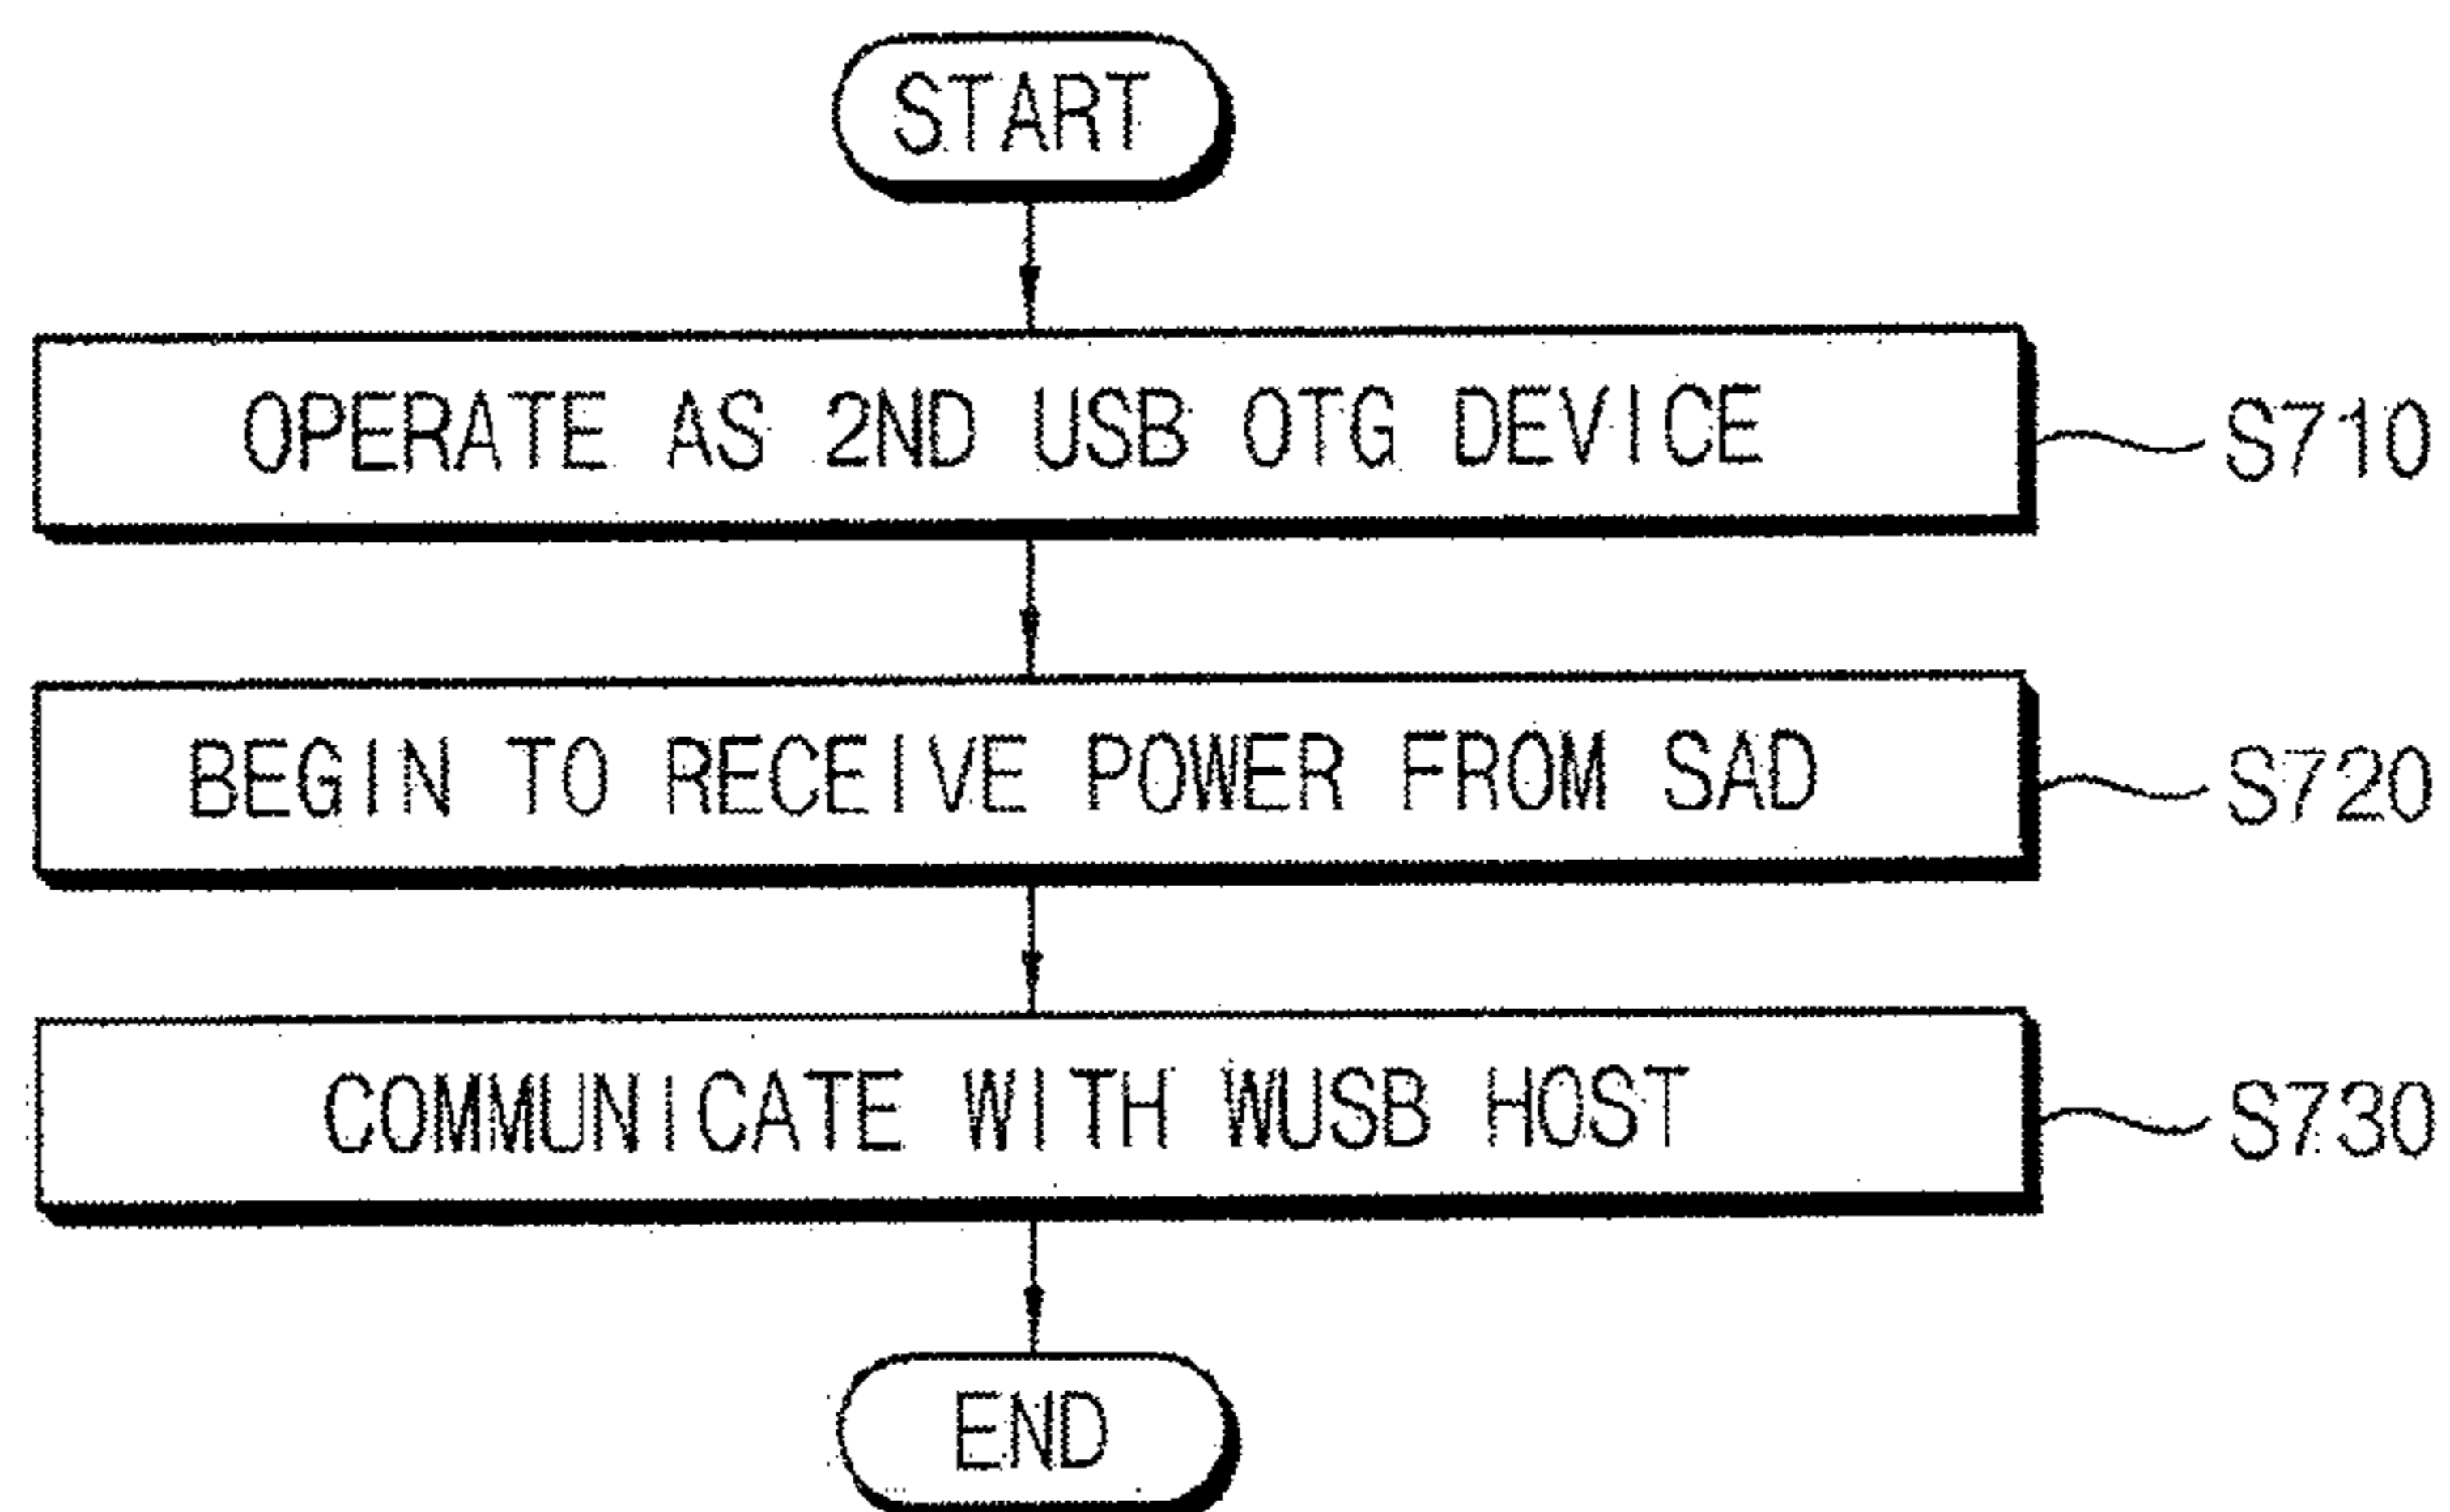 START
OPERATE AS 2ND USB OTG DEVICE
S710
BEGIN TO RECEIVE POWER FROM SAD
S720
COMMUNICATE WITH WUSB HOST
S730
END